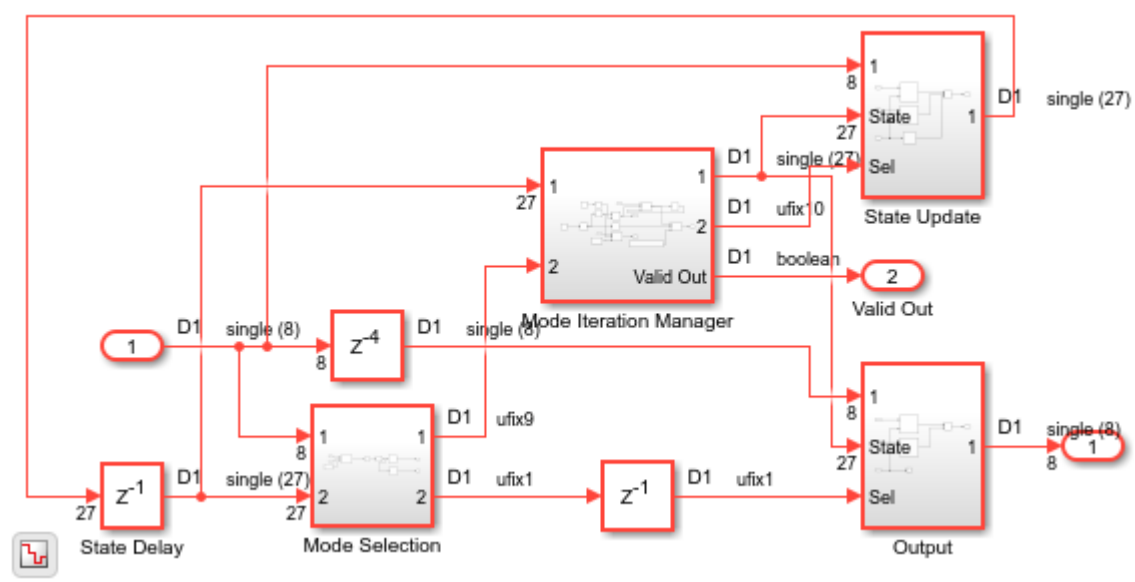 1
8
State
27
Sel
1
State Update
D1 single (27)
1
27
2
1
2
Valid Out
Mode Iteration Manager
D1 single (27)
D1 ufix10
D1 boolean
2
Valid Out
1
D1 single (8)
8
z-4
D1 single (8)
1
8
2
27
1
2
Mode Selection
D1 ufix9
D1 ufix1
z-1
D1 ufix1
27
z-1
State Delay
D1 single (27)
1
8
State
27
Sel
1
Output
D1 single (8)
8
1